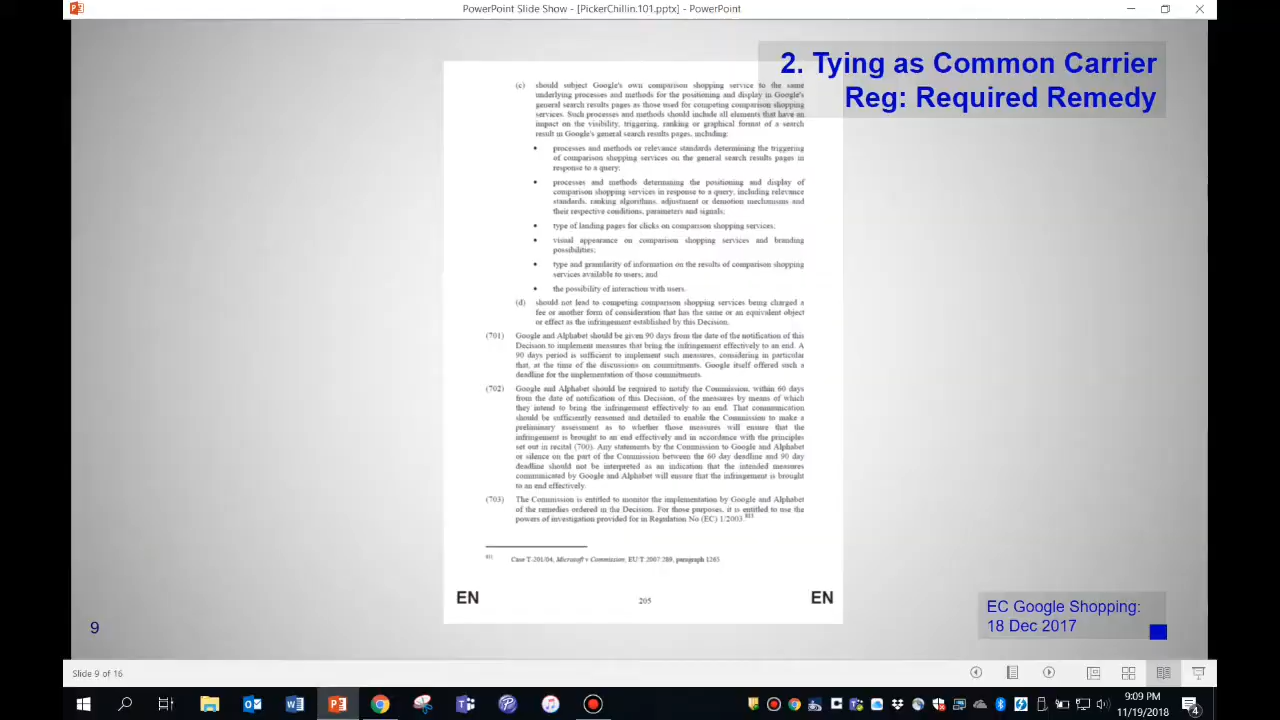 PowerPoint Slide Show - [PickerChillin.101.pptx] - PowerPoint
2. Tying as Common Carrier
Reg: Required Remedy
(c) should subject Google's own comparison shopping service to the same
underlying processes and methods for the positioning and display in Google's
general search results pages as those used for competing comparison shopping
services. Such processes and methods should include all elements that have an
impact on the visibility, triggering, ranking or graphical format of a search
result in Google's general search results pages, including:
• processes and methods or relevance standards determining the triggering
of comparison shopping services on the general search results pages in
response to a query;
• processes and methods determining the positioning and display of
comparison shopping services in response to a query, including relevance
standards, ranking algorithms, adjustment or demotion mechanisms and
their respective conditions, parameters and signals;
• type of landing pages for clicks on comparison shopping services;
• visual appearance on comparison shopping services and branding
possibilities;
• type and granularity of information on the results of comparison shopping
services available to users; and
• the possibility of interaction with users.
(d) should not lead to competing comparison shopping services being charged a
fee or another form of consideration that has the same or an equivalent object
or effect as the infringement established by this Decision.
(701) Google and Alphabet should be given 90 days from the date of the notification of this
Decision to implement measures that bring the infringement effectively to an end. A
90 days period is sufficient to implement such measures, considering in particular
that, at the time of the discussions on commitments, Google itself offered such a
deadline for the implementation of those commitments.
(702) Google and Alphabet should be required to notify the Commission, within 60 days
from the date of notification of this Decision, of the measures by means of which
they intend to bring the infringement effectively to an end. That communication
should be sufficiently reasoned and detailed to enable the Commission to make a
preliminary assessment as to whether those measures will ensure that the
infringement is brought to an end effectively and in accordance with the principles
set out in recital (700). Any statements by the Commission to Google and Alphabet
or silence on the part of the Commission between the 60 day deadline and 90 day
deadline should not be interpreted as an indication that the intended measures
communicated by Google and Alphabet will ensure that the infringement is brought
to an end effectively.
(703) The Commission is entitled to monitor the implementation by Google and Alphabet
of the remedies ordered in the Decision. For those purposes, it is entitled to use the
powers of investigation provided for in Regulation No (EC) 1/2003.
Case T-201/04, Microsoft v Commission, EU:T:2007:289, paragraph 1265
EN 205 EN
EC Google Shopping:
18 Dec 2017
9
Slide 9 of 16
9:09 PM
11/19/2018
4